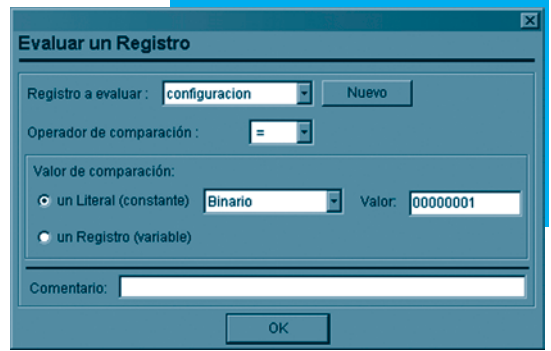 Evaluar un Registro
Registro a evaluar : configuracion Nuevo
Operador de comparación : =
Valor de comparación:
un Literal (constante) Binario Valor: 00000001
un Registro (variable)
Comentario:
OK